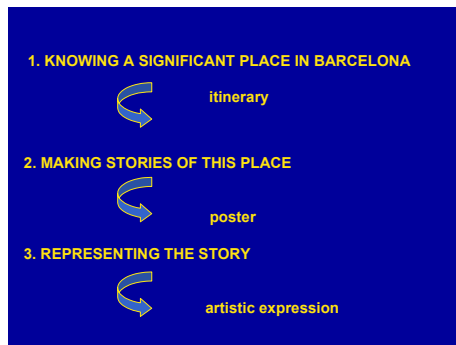 1. KNOWING A SIGNIFICANT PLACE IN BARCELONA
itinerary
2. MAKING STORIES OF THIS PLACE
poster
3. REPRESENTING THE STORY
artistic expression